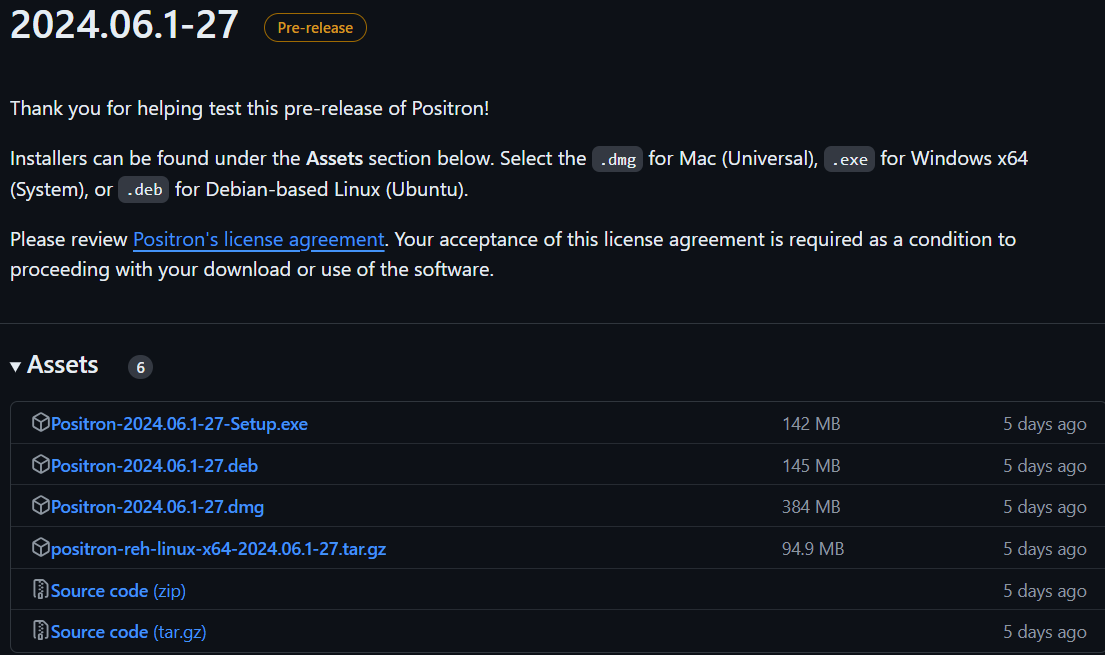 2024.06.1-27 Pre-release
Thank you for helping test this pre-release of Positron!
Installers can be found under the Assets section below. Select the .dmg for Mac (Universal), .exe for Windows x64
(System), or .deb for Debian-based Linux (Ubuntu).
Please review Positron's license agreement. Your acceptance of this license agreement is required as a condition to
proceeding with your download or use of the software.
Assets 6
Positron-2024.06.1-27-Setup.exe 142 MB 5 days ago
Positron-2024.06.1-27.deb 145 MB 5 days ago
Positron-2024.06.1-27.dmg 384 MB 5 days ago
positron-reh-linux-x64-2024.06.1-27.tar.gz 94.9 MB 5 days ago
Source code (zip) 5 days ago
Source code (tar.gz) 5 days ago